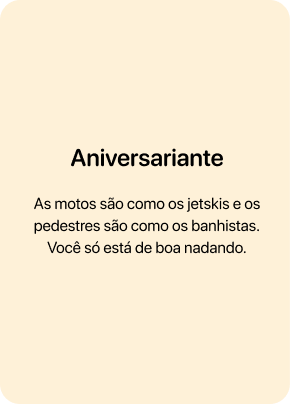 Aniversariante
As motos são como os jetskis e os
pedestres são como os banhistas.
Você só está de boa nadando.